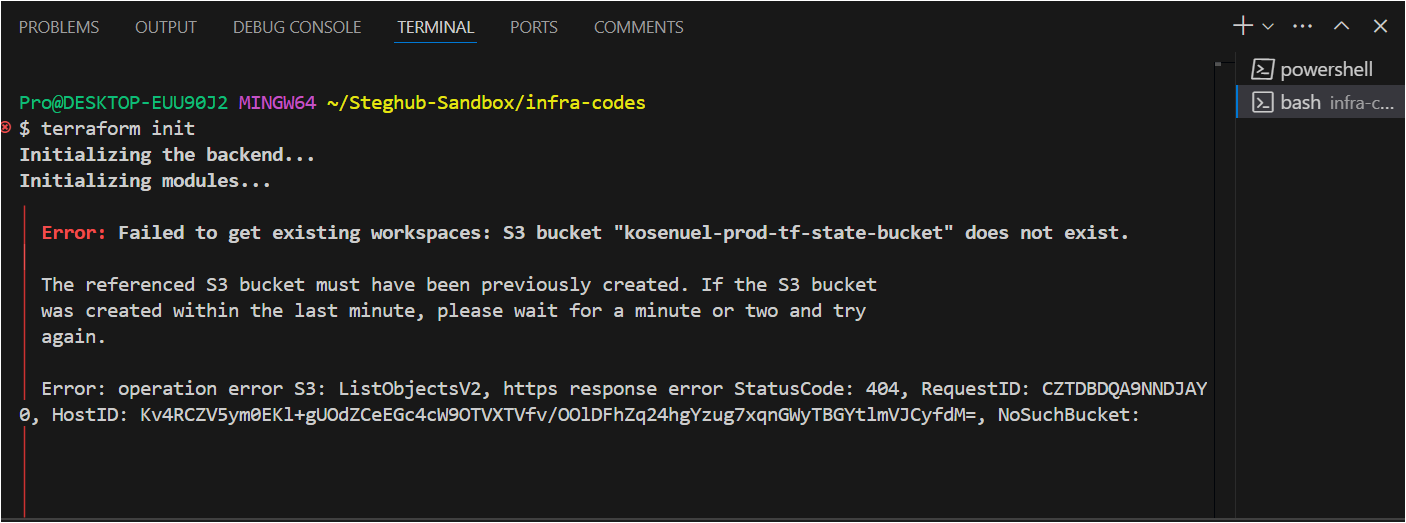 PROBLEMS OUTPUT DEBUG CONSOLE TERMINAL PORTS COMMENTS
powershell
bash infra-c...
Pro@DESKTOP-EUU90J2 MINGW64 ~/Steghub-Sandbox/infra-codes
$ terraform init
Initializing the backend...
Initializing modules...
Error: Failed to get existing workspaces: S3 bucket "kosenuel-prod-tf-state-bucket" does not exist.
The referenced S3 bucket must have been previously created. If the S3 bucket
was created within the last minute, please wait for a minute or two and try
again.
Error: operation error S3: ListObjectsV2, https response error StatusCode: 404, RequestID: CZTDBDQA9NNDJAY
0, HostID: Kv4RCZV5ym0EKl+gUOdZCeEGc4cW9OTVXTVfv/OOlDFhZq24hgYzug7xqnGWyTBGYtlmVJCyfdM=, NoSuchBucket: